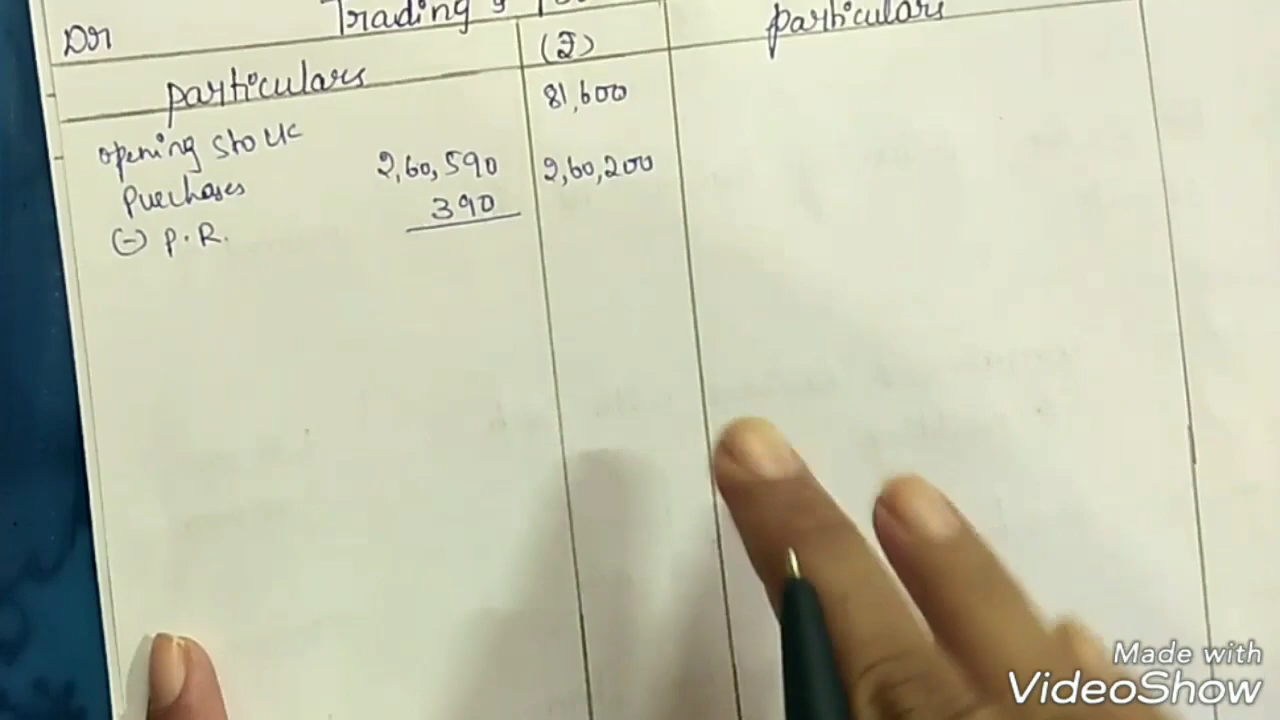 Trading &
Dr
particulars
(₹)
particulars
opening stock
81,600
purchases
2,60,590
2,60,200
(-) P.R.
390
Made with
VideoShow